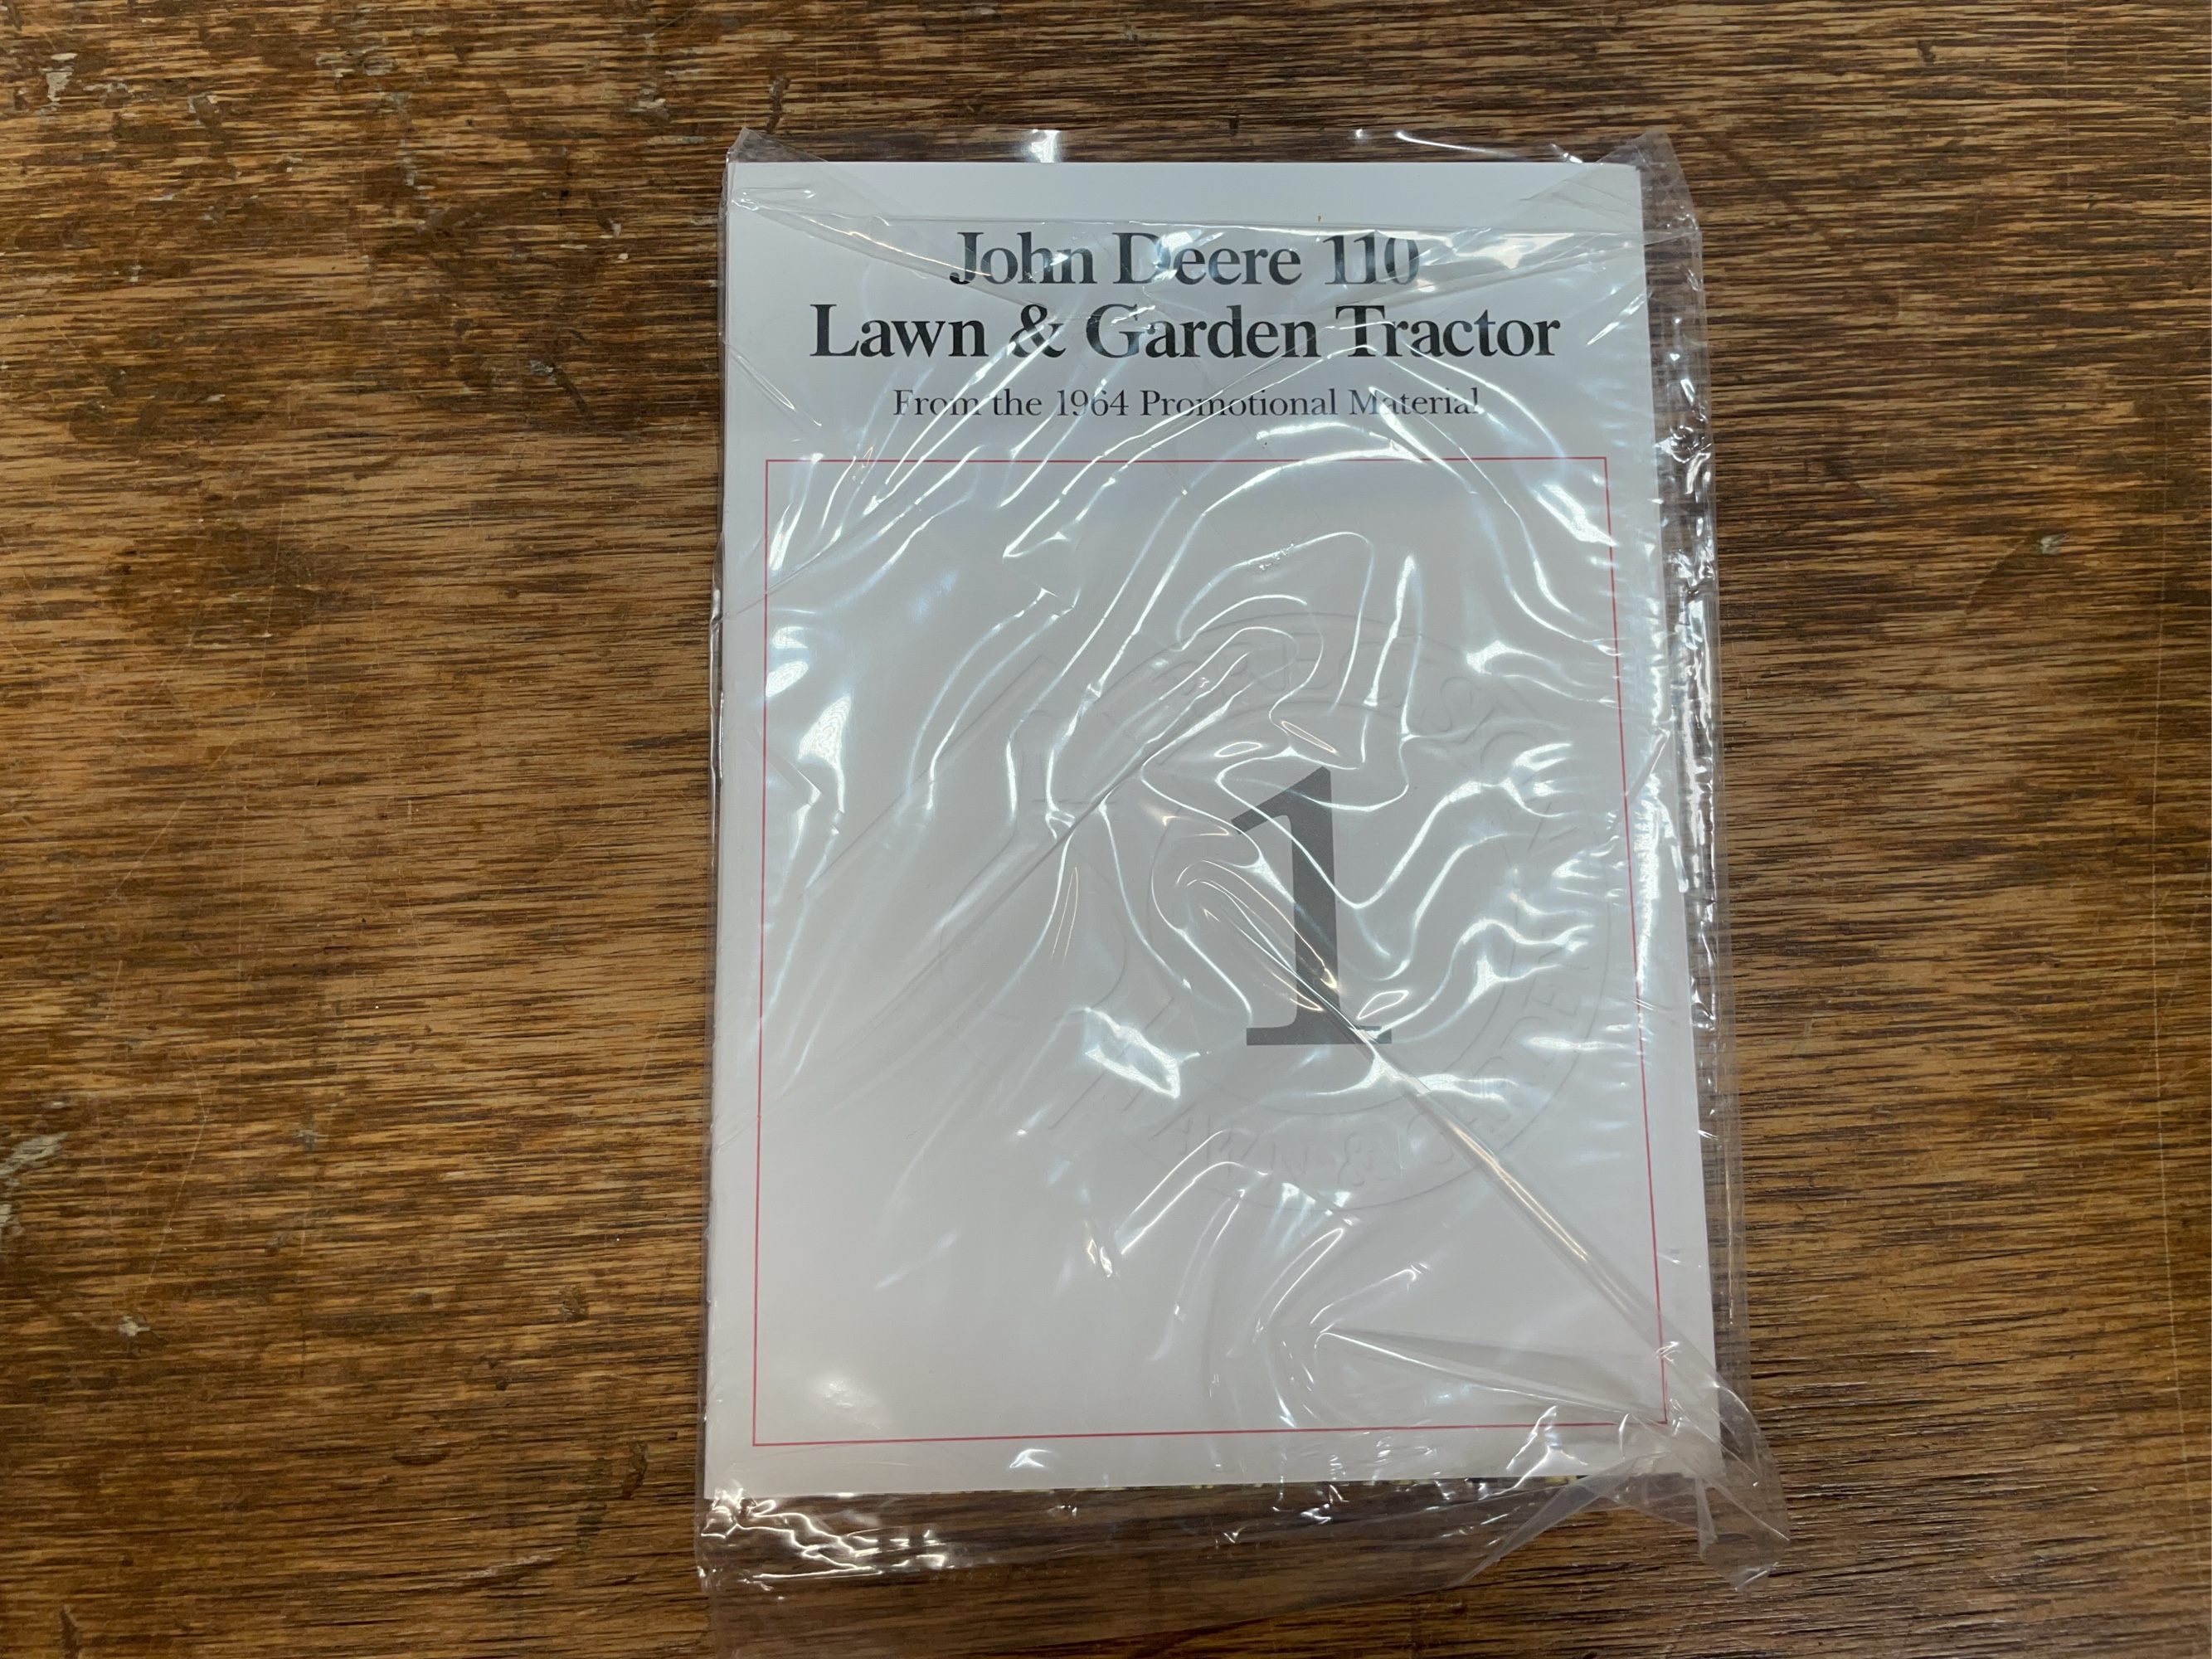 John Deere 110
Lawn & Garden Tractor
From the 1964 Promotional Material
1